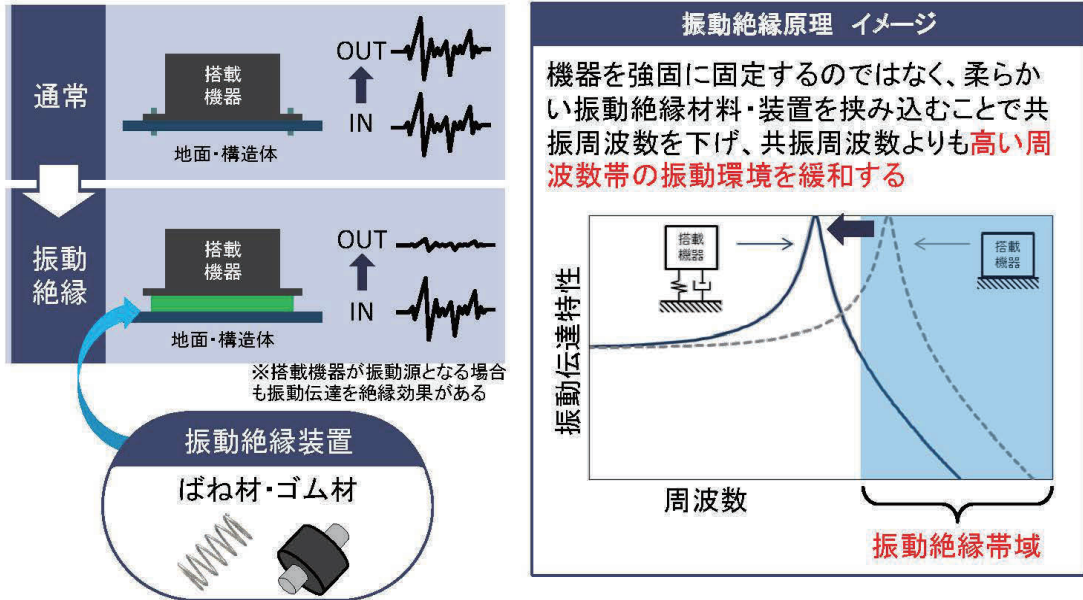 通常
搭載
機器
地面・構造体
OUT
IN
振動
絶縁
搭載
機器
地面・構造体
OUT
IN
※搭載機器が振動源となる場合
も振動伝達を絶縁効果がある
振動絶縁装置
ばね材・ゴム材
振動絶縁原理 イメージ
機器を強固に固定するのではなく、柔らか
い振動絶縁材料・装置を挟み込むことで共
振周波数を下げ、共振周波数よりも高い周
波数帯の振動環境を緩和する
振動伝達特性
搭載
機器
搭載
機器
周波数
振動絶縁帯域